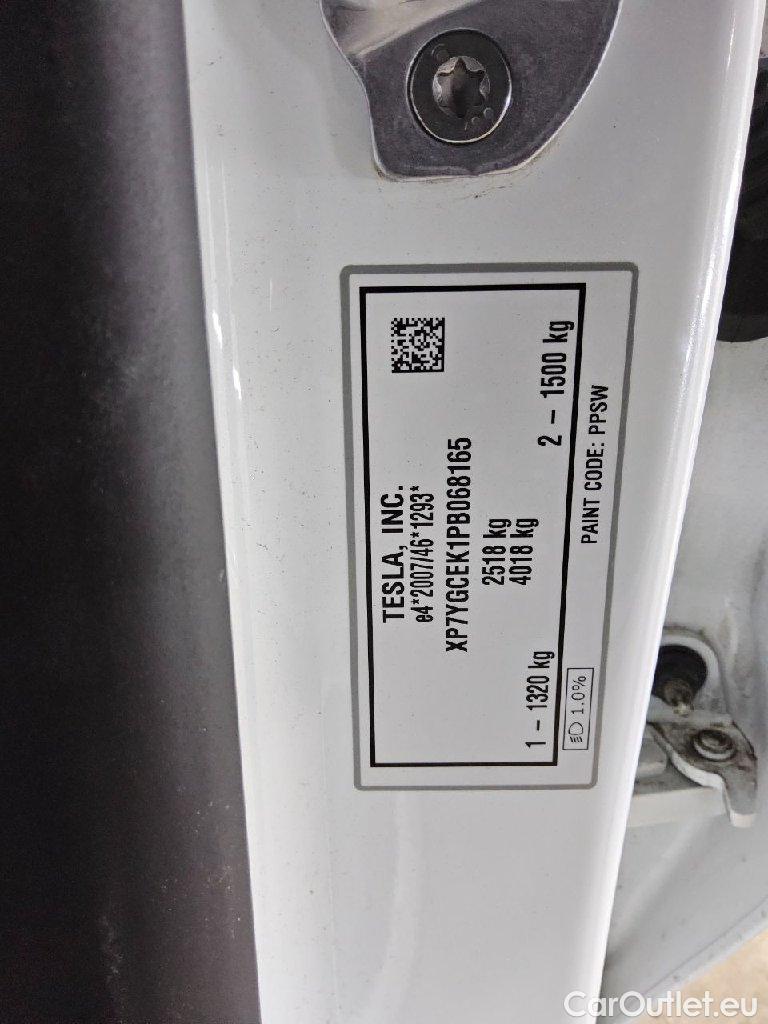 TESLA, INC.
e4*2007/46*1293*
XP7YGCEK1PB068165
2518 kg
4018 kg
1 – 1320 kg 2 – 1500 kg
1.0% PAINT CODE: PPSW
CarOutlet.eu